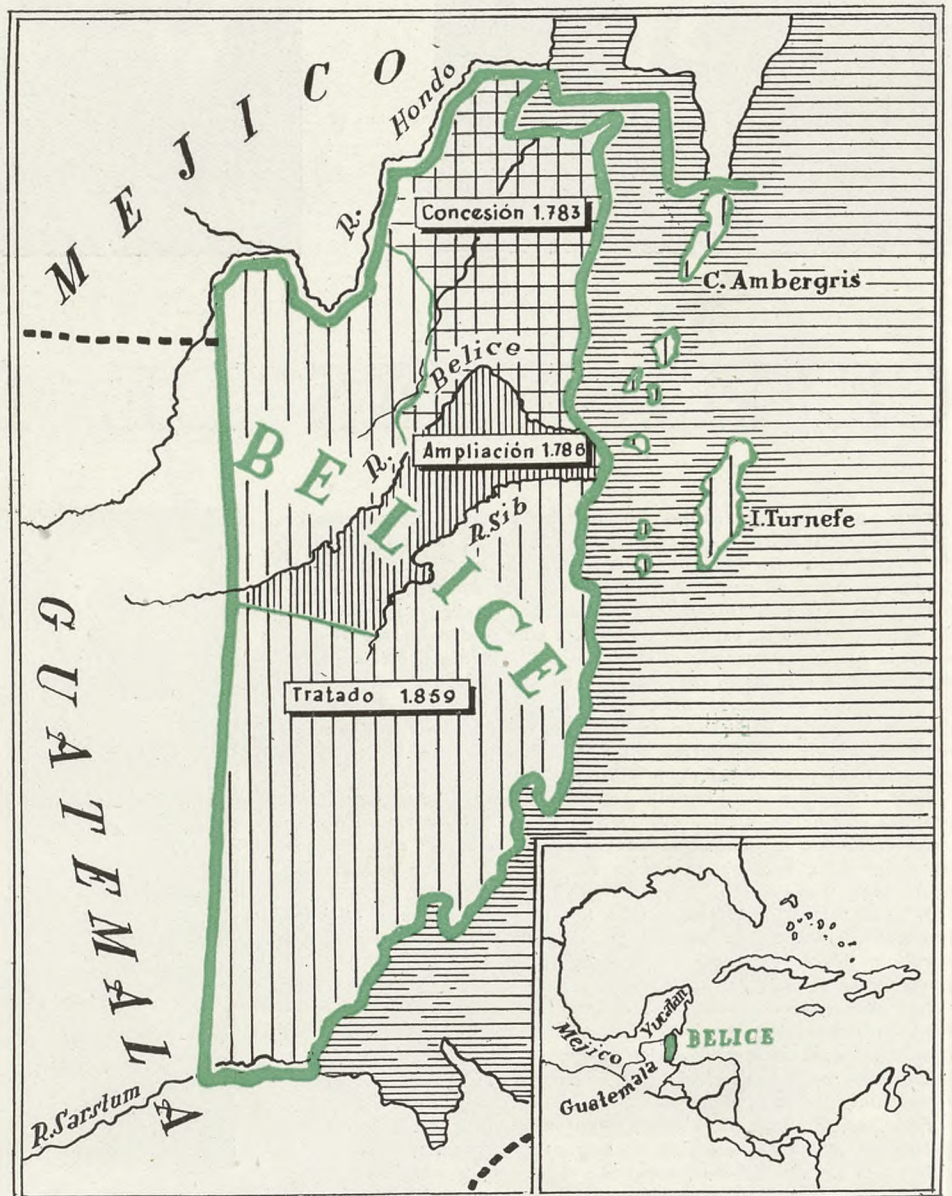 MEJICO
R. Hondo
Concesión 1.783
C. Ambergris
R. Belice
Ampliación 1.786
BELICE
R. Sib
I. Turnefe
GUATEMALA
Tratado 1.859
R. Sarstum
Mejico
Yucatan
BELICE
Guatemala